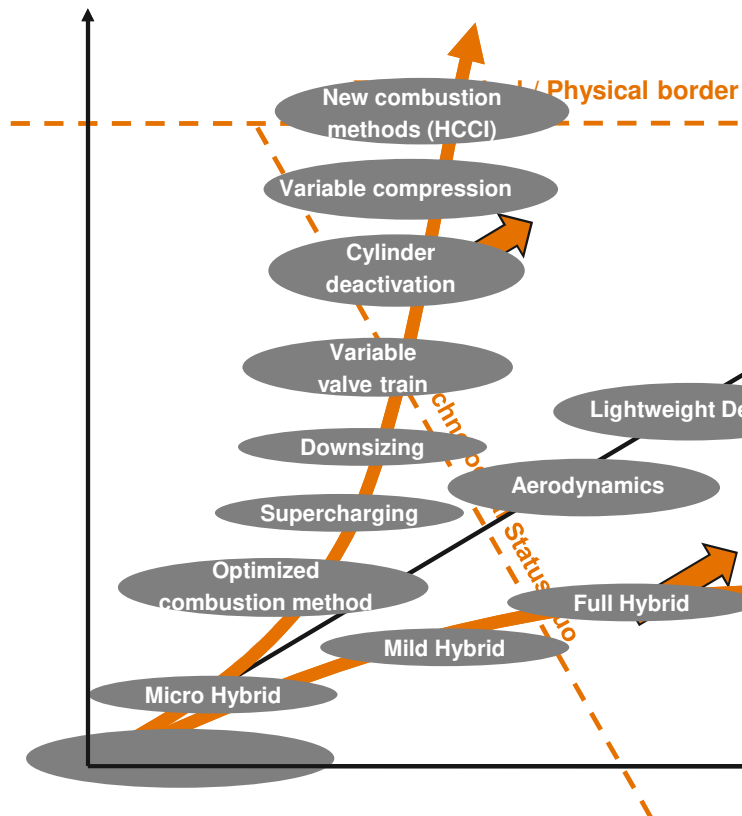 / Physical border
New combustion
methods (HCCI)
Variable compression
Cylinder
deactivation
Variable
valve train
Lightweight De
Downsizing
Aerodynamics
Supercharging
Status
Optimized
combustion method
Full Hybrid
Mild Hybrid
Micro Hybrid